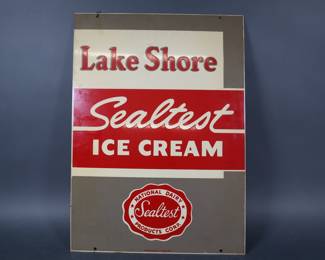 Lake Shore
Sealtest
ICE CREAM
NATIONAL DAIRY
Sealtest
PRODUCTS CORP.